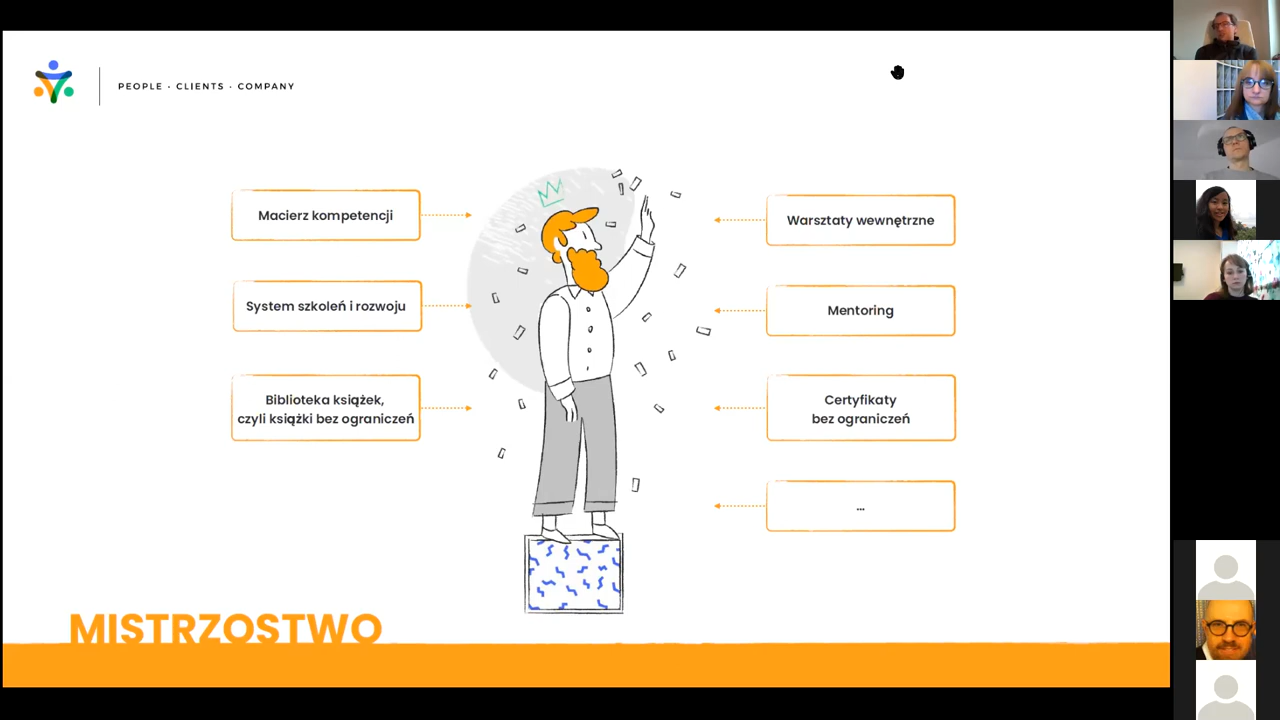 PEOPLE · CLIENTS · COMPANY
Macierz kompetencji
System szkoleń i rozwoju
Biblioteka książek,
czyli książki bez ograniczeń
Warsztaty wewnętrzne
Mentoring
Certyfikaty
bez ograniczeń
...
MISTRZOSTWO